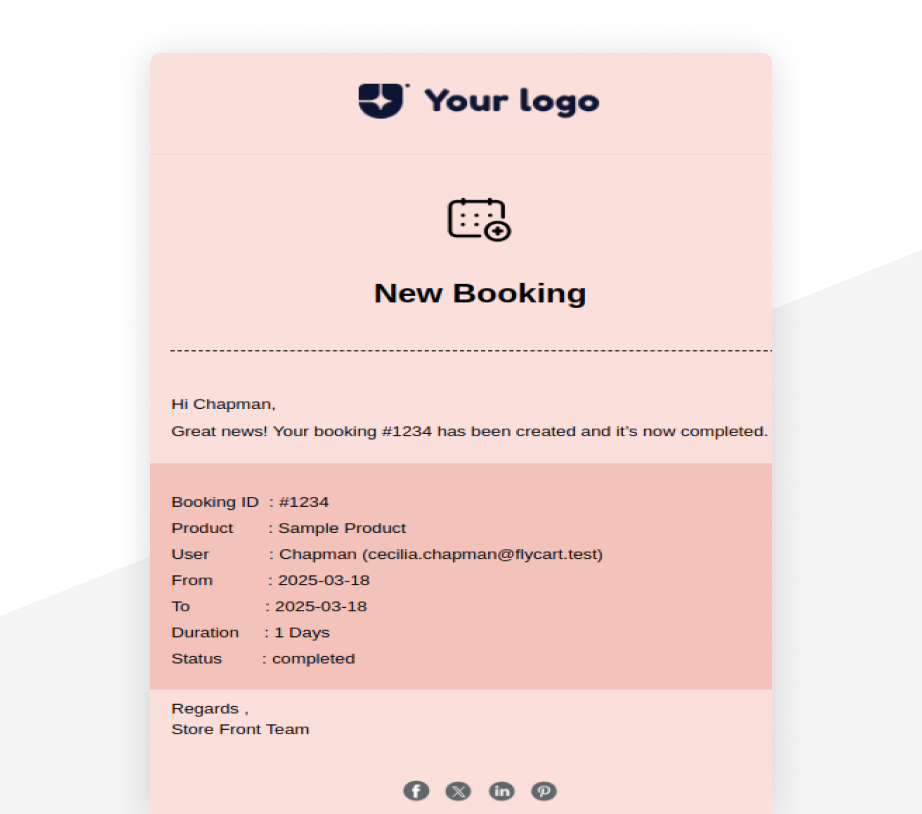 Your logo
New Booking
Hi Chapman,
Great news! Your booking #1234 has been created and it's now completed.
Booking ID : #1234
Product : Sample Product
User : Chapman (cecilia.chapman@flycart.test)
From : 2025-03-18
To : 2025-03-18
Duration : 1 Days
Status : completed
Regards ,
Store Front Team